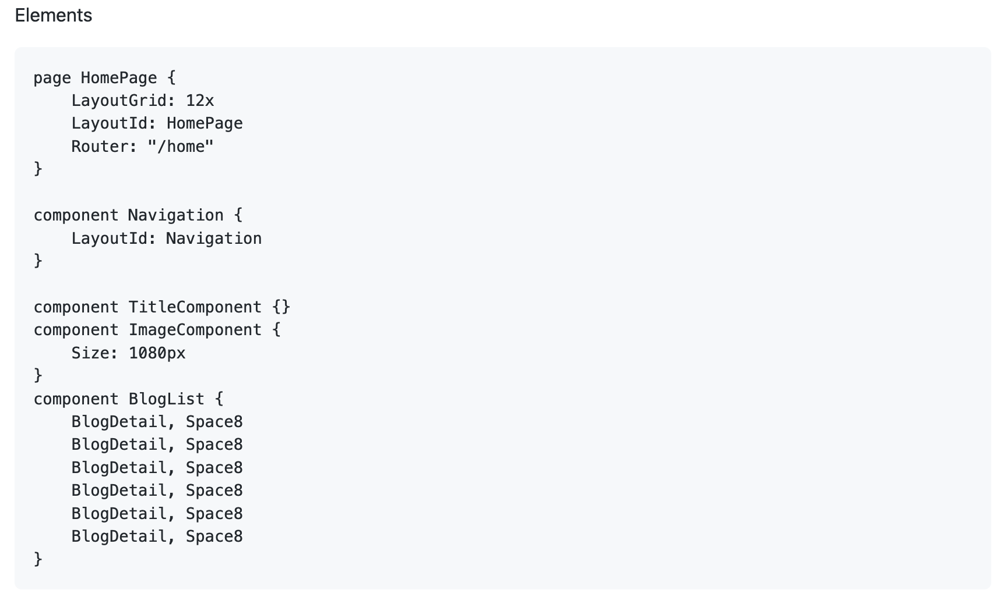 Elements
page HomePage {
    LayoutGrid: 12x
    LayoutId: HomePage
    Router: "/home"
}
component Navigation {
    LayoutId: Navigation
}
component TitleComponent {}
component ImageComponent {
    Size: 1080px
}
component BlogList {
    BlogDetail, Space8
    BlogDetail, Space8
    BlogDetail, Space8
    BlogDetail, Space8
    BlogDetail, Space8
    BlogDetail, Space8
}